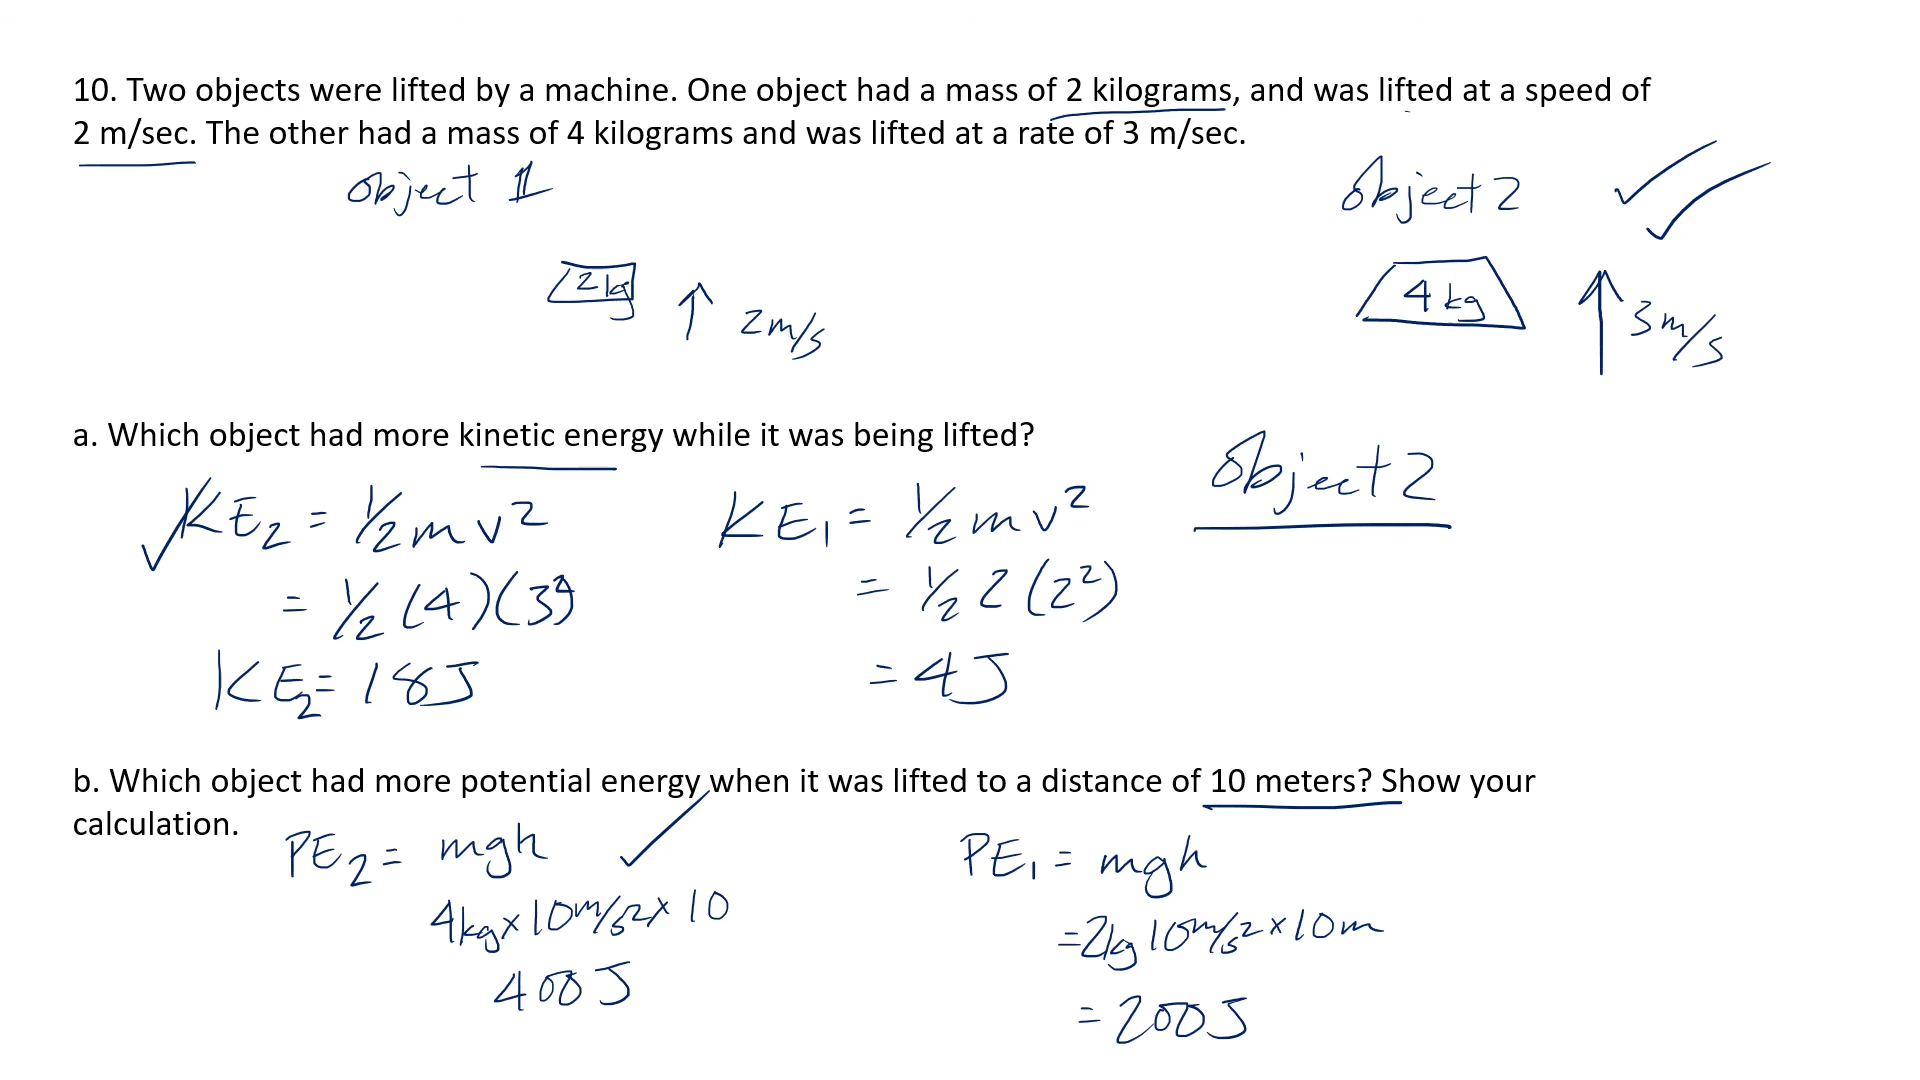 10. Two objects were lifted by a machine. One object had a mass of 2 kilograms, and was lifted at a speed of
2 m/sec. The other had a mass of 4 kilograms and was lifted at a rate of 3 m/sec.
object 1
object 2
2kg
2m/s
4 kg
3m/s
a. Which object had more kinetic energy while it was being lifted?
object 2
KE₂ = ½mv²
= ½(4)(3²)
KE₂= 18J
KE₁ = ½mv²
= ½ 2 (2²)
= 4J
b. Which object had more potential energy when it was lifted to a distance of 10 meters? Show your
calculation.
PE₂ = mgh
4kg×10m/s²×10
400J
PE₁ = mgh
=2kg 10m/s²×10m
= 200J